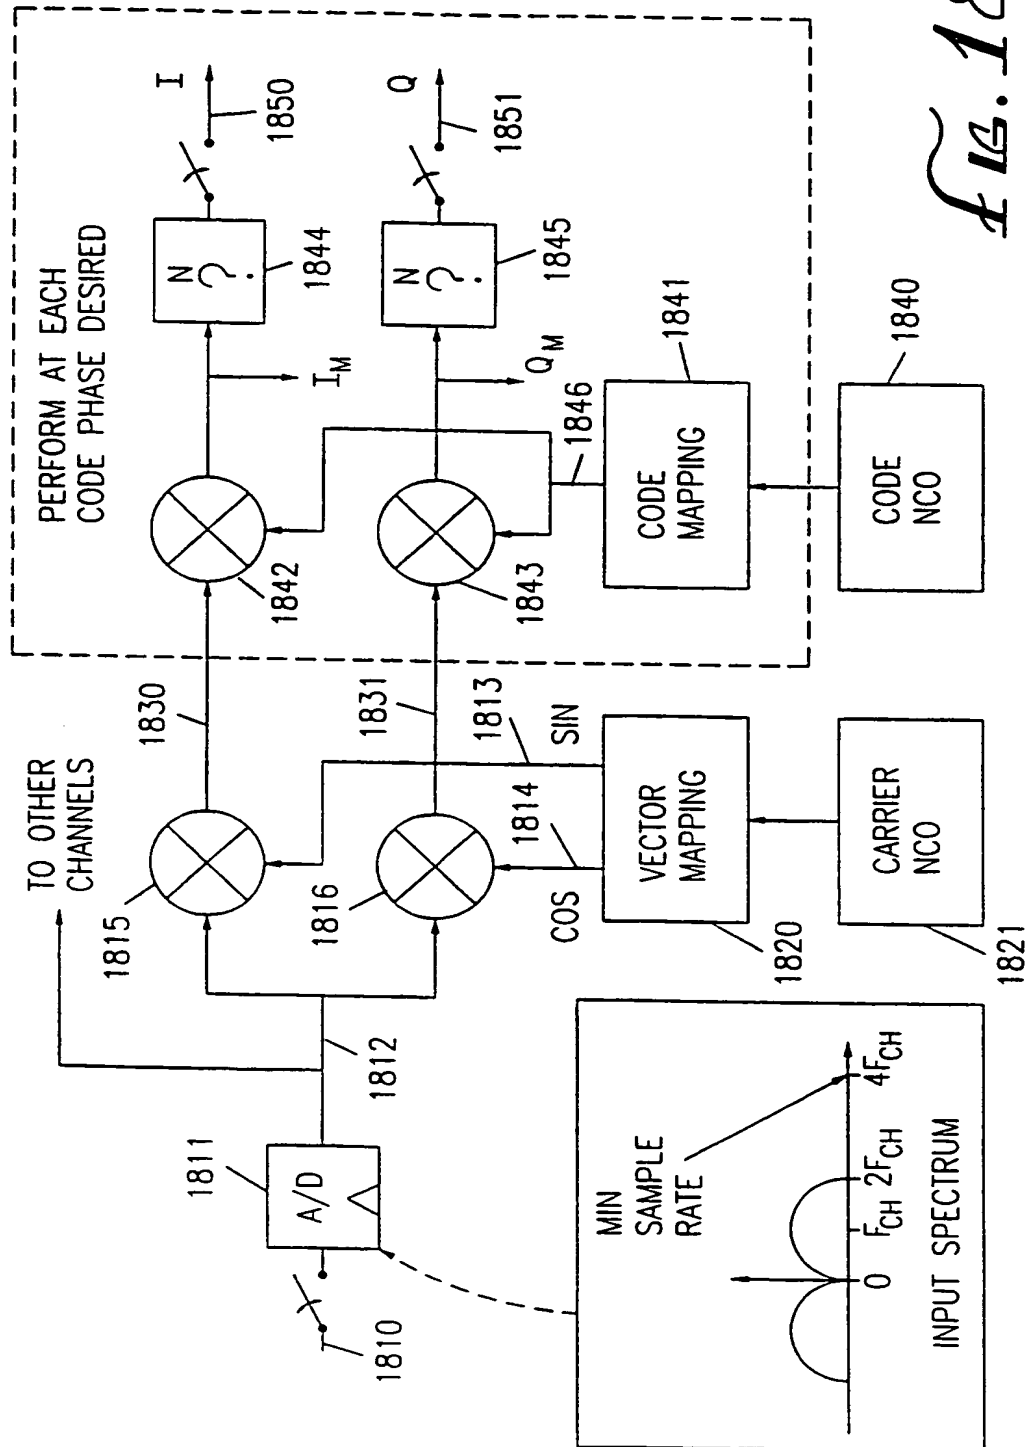 TO OTHER
CHANNELS
PERFORM AT EACH
CODE PHASE DESIRED
1810
1811
A/D
1812
1815
1816
1830
1831
1842
1843
I_M
Q_M
N
?
1844
N
?
1845
I
1850
Q
1851
COS
1814
1813
SIN
1846
VECTOR
MAPPING
1820
CODE
MAPPING
1841
CARRIER
NCO
1821
CODE
NCO
1840
MIN
SAMPLE
RATE
0
F_CH
2F_CH
4F_CH
INPUT SPECTRUM